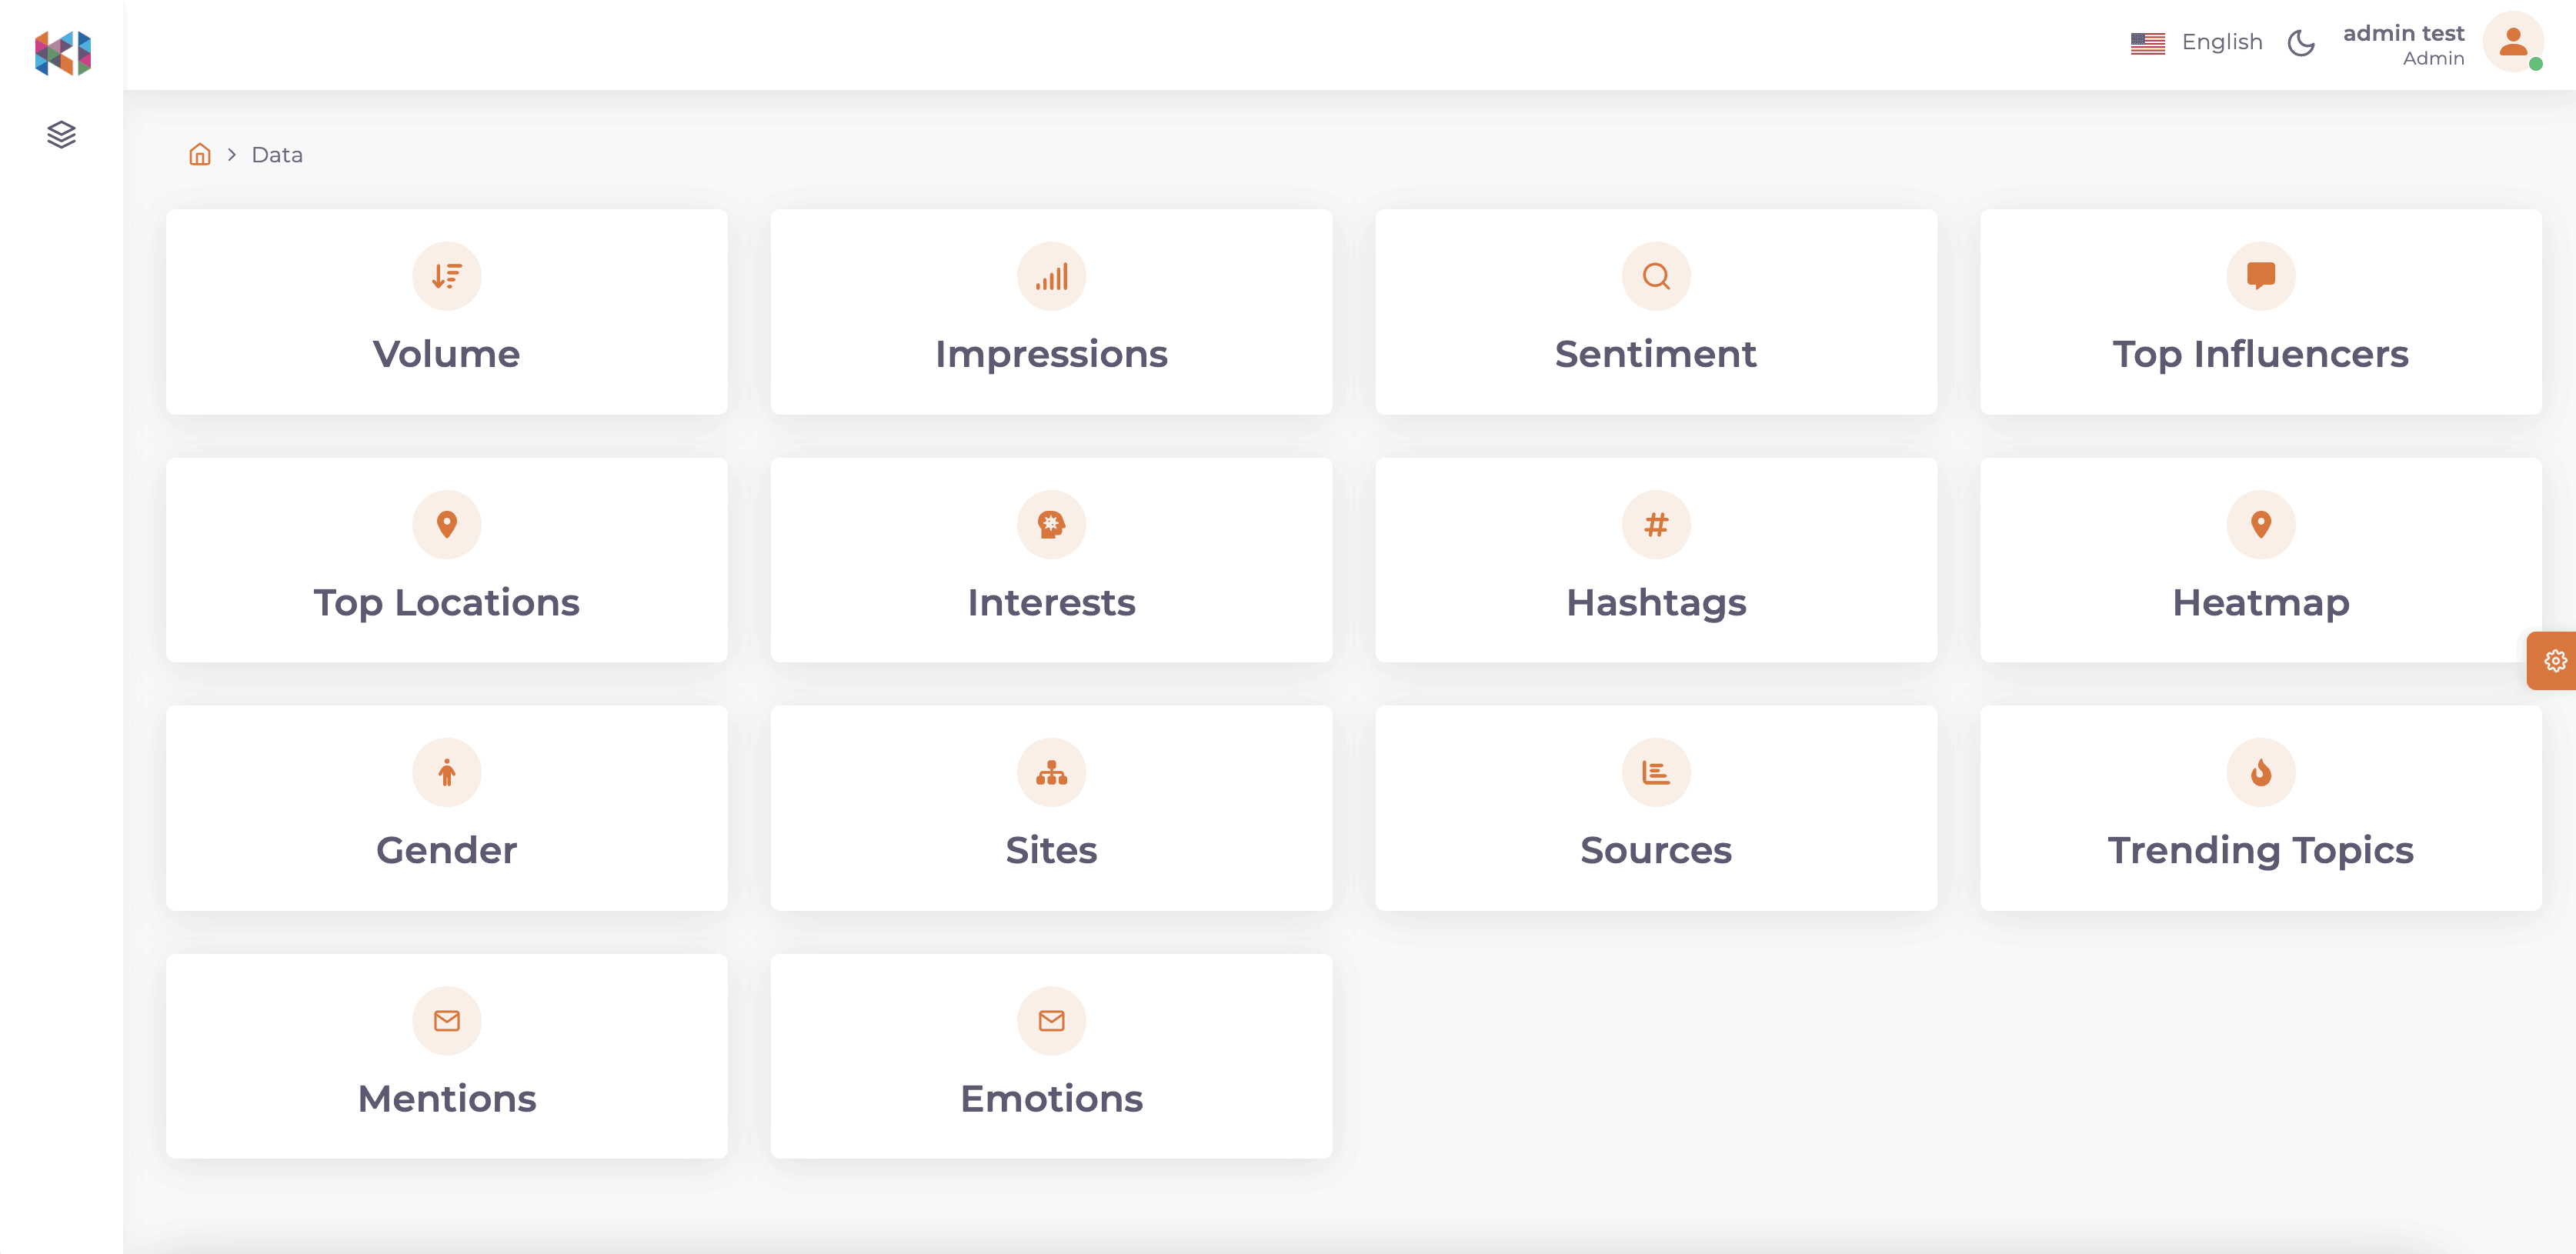 English
admin test
Admin
Data
Volume
Impressions
Sentiment
Top Influencers
Top Locations
Interests
Hashtags
Heatmap
Gender
Sites
Sources
Trending Topics
Mentions
Emotions